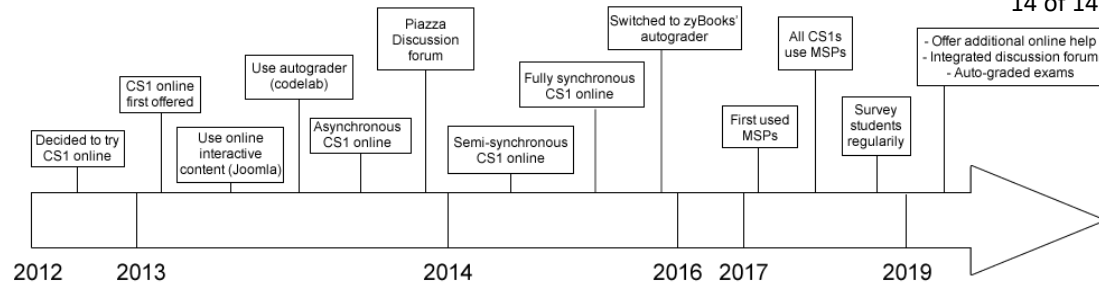 14 of 14
Decided to try
CS1 online
CS1 online
first offered
Use online
interactive
content (Joomla)
Use autograder
(codelab)
Asynchronous
CS1 online
Piazza
Discussion
forum
Semi-synchronous
CS1 online
Fully synchronous
CS1 online
Switched to zyBooks'
autograder
First used
MSPs
All CS1s
use MSPs
Survey
students
regularily
- Offer additional online help
- Integrated discussion forum
- Auto-graded exams
2012
2013
2014
2016
2017
2019